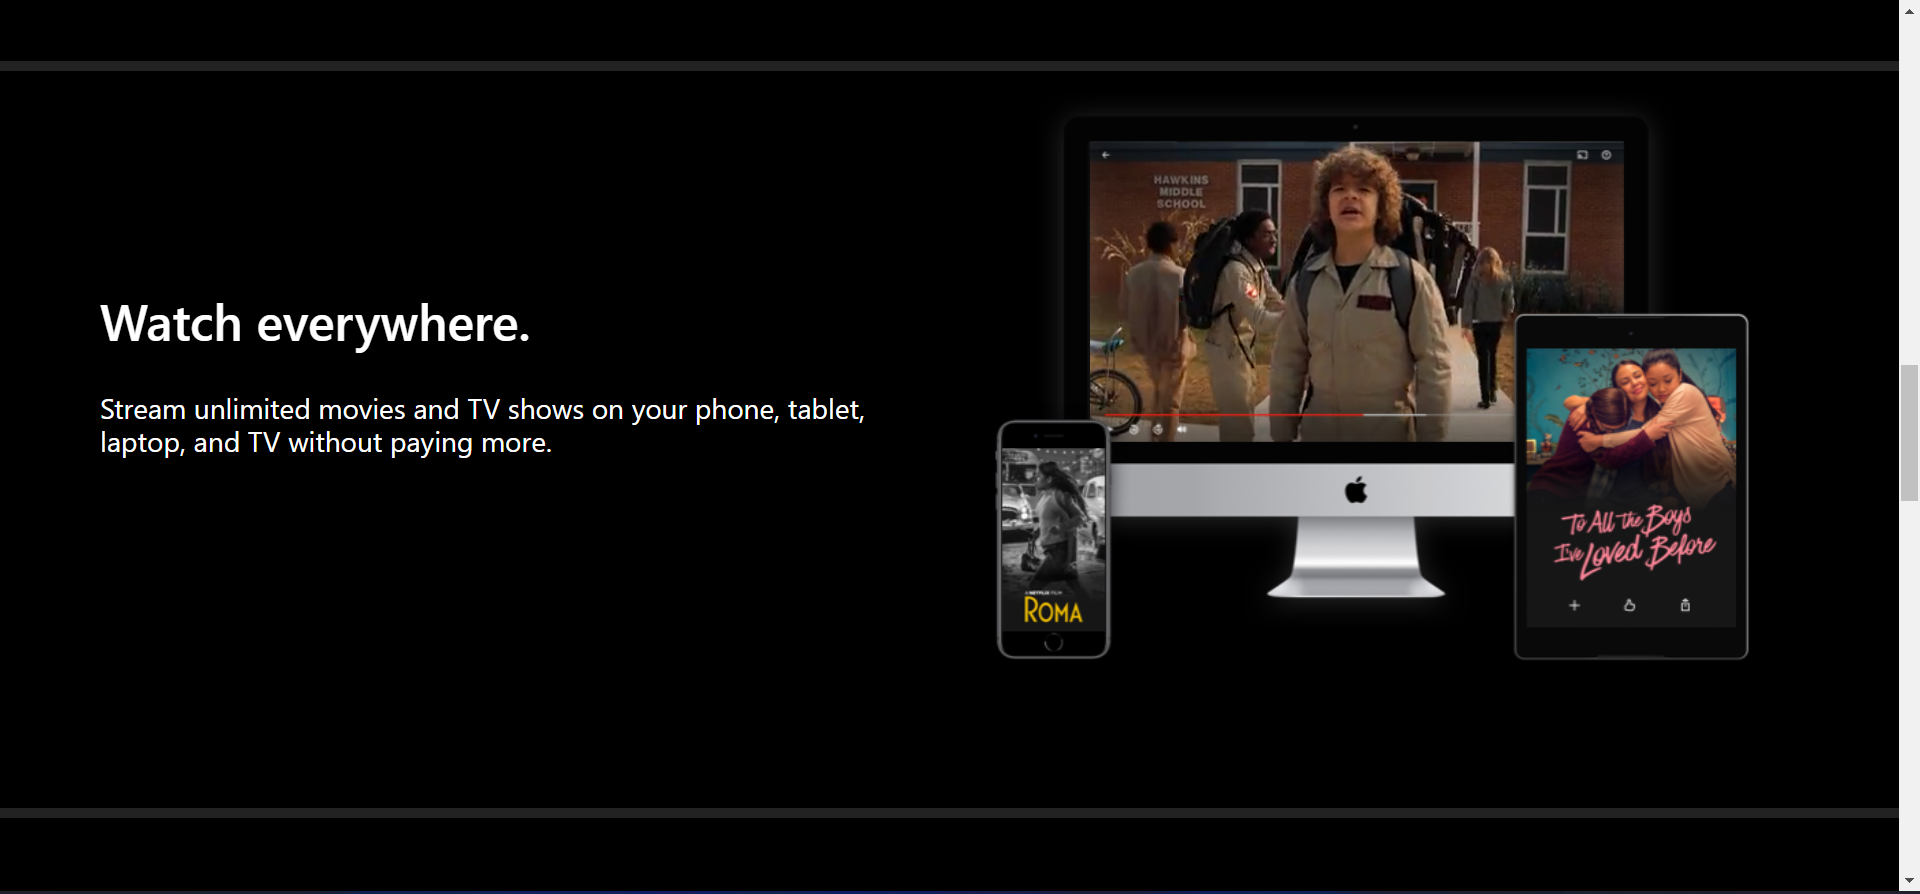 HAWKINS
MIDDLE
SCHOOL
Watch everywhere.
Stream unlimited movies and TV shows on your phone, tablet,
laptop, and TV without paying more.
To All the Boys
I've Loved Before
A NETFLIX FILM
ROMA